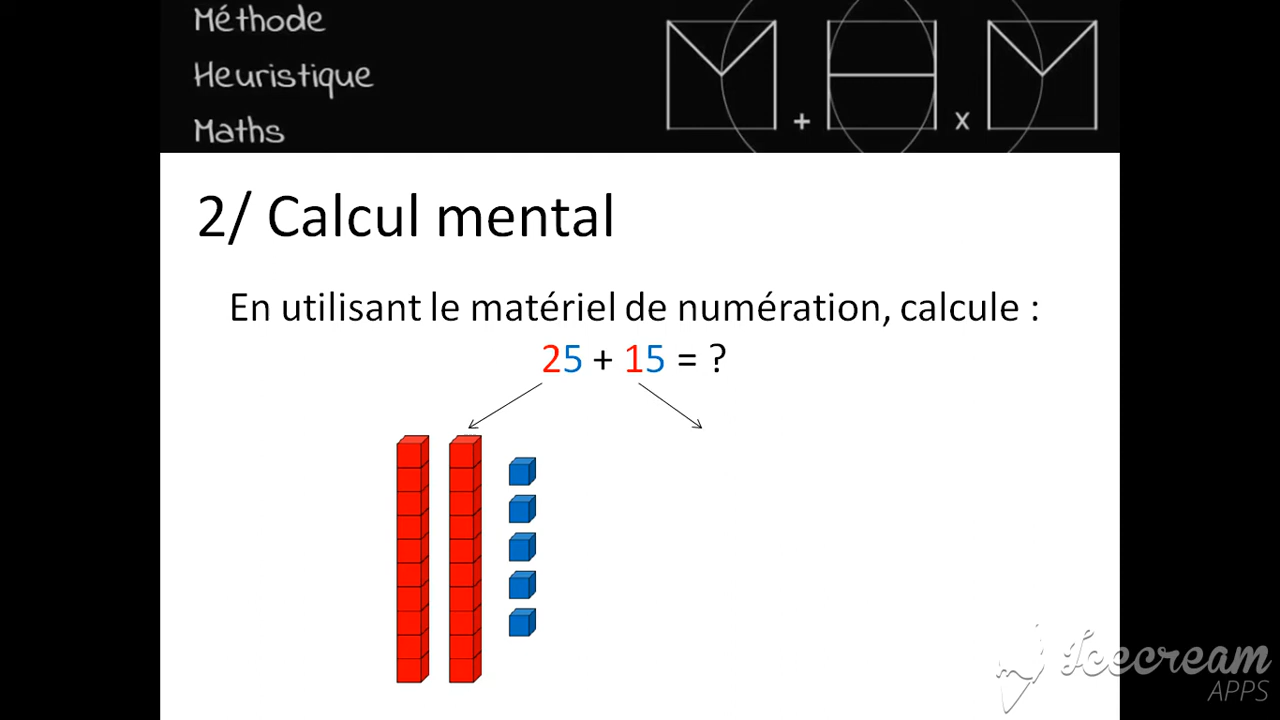 Méthode
Heuristique
Maths
M + H x M
2/ Calcul mental
En utilisant le matériel de numération, calcule :
25 + 15 = ?
Icecream
APPS